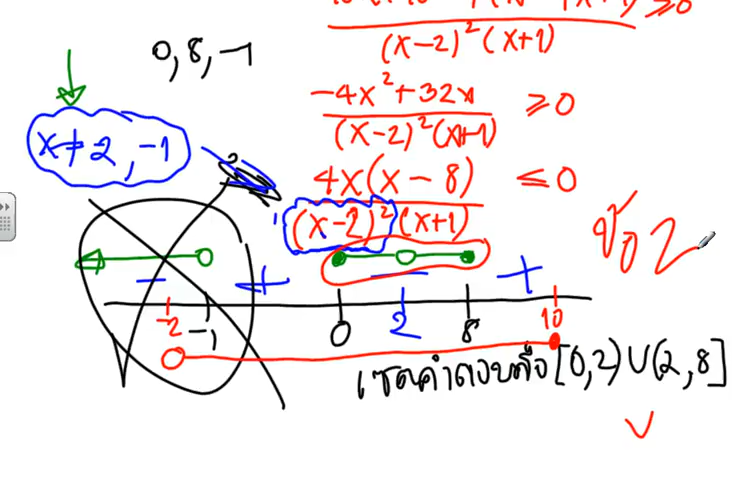 0, 8, -1
(x-2)²(x+1)
-4x²+32x
≥0
(x-2)²(x+1)
x≠2, -1
4x(x-8) ≤0
(x-2)²(x+1)
ข้อ 2
- + - +
-2 -1 0 2 8 10
เซตคำตอบคือ [0,2)∪(2,8]